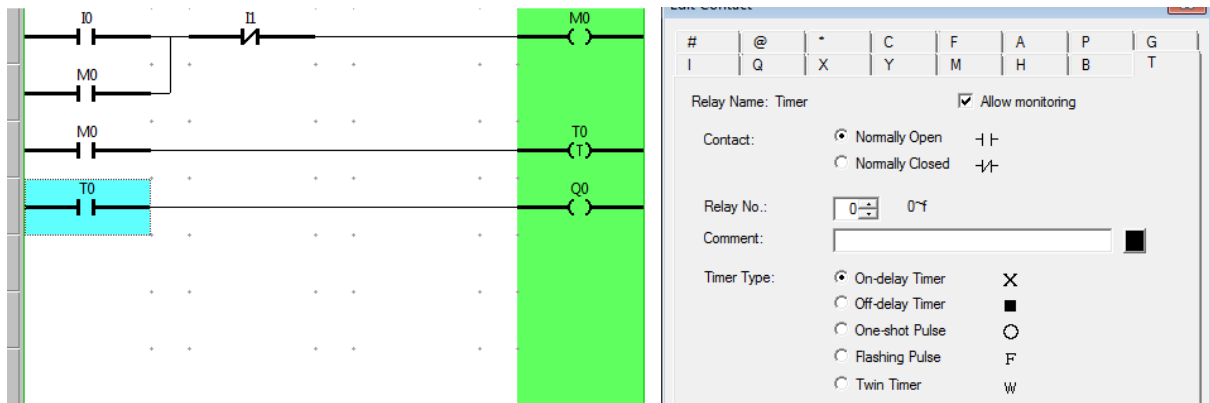 I0 I1 M0
M0
M0 T0
(T)
T0 Q0
Edit Contact
# @ * C F A P G
I Q X Y M H B T
Relay Name: Timer Allow monitoring
Contact: Normally Open
Normally Closed
Relay No.: 0 0~f
Comment:
Timer Type: On-delay Timer X
Off-delay Timer
One-shot Pulse
Flashing Pulse F
Twin Timer W